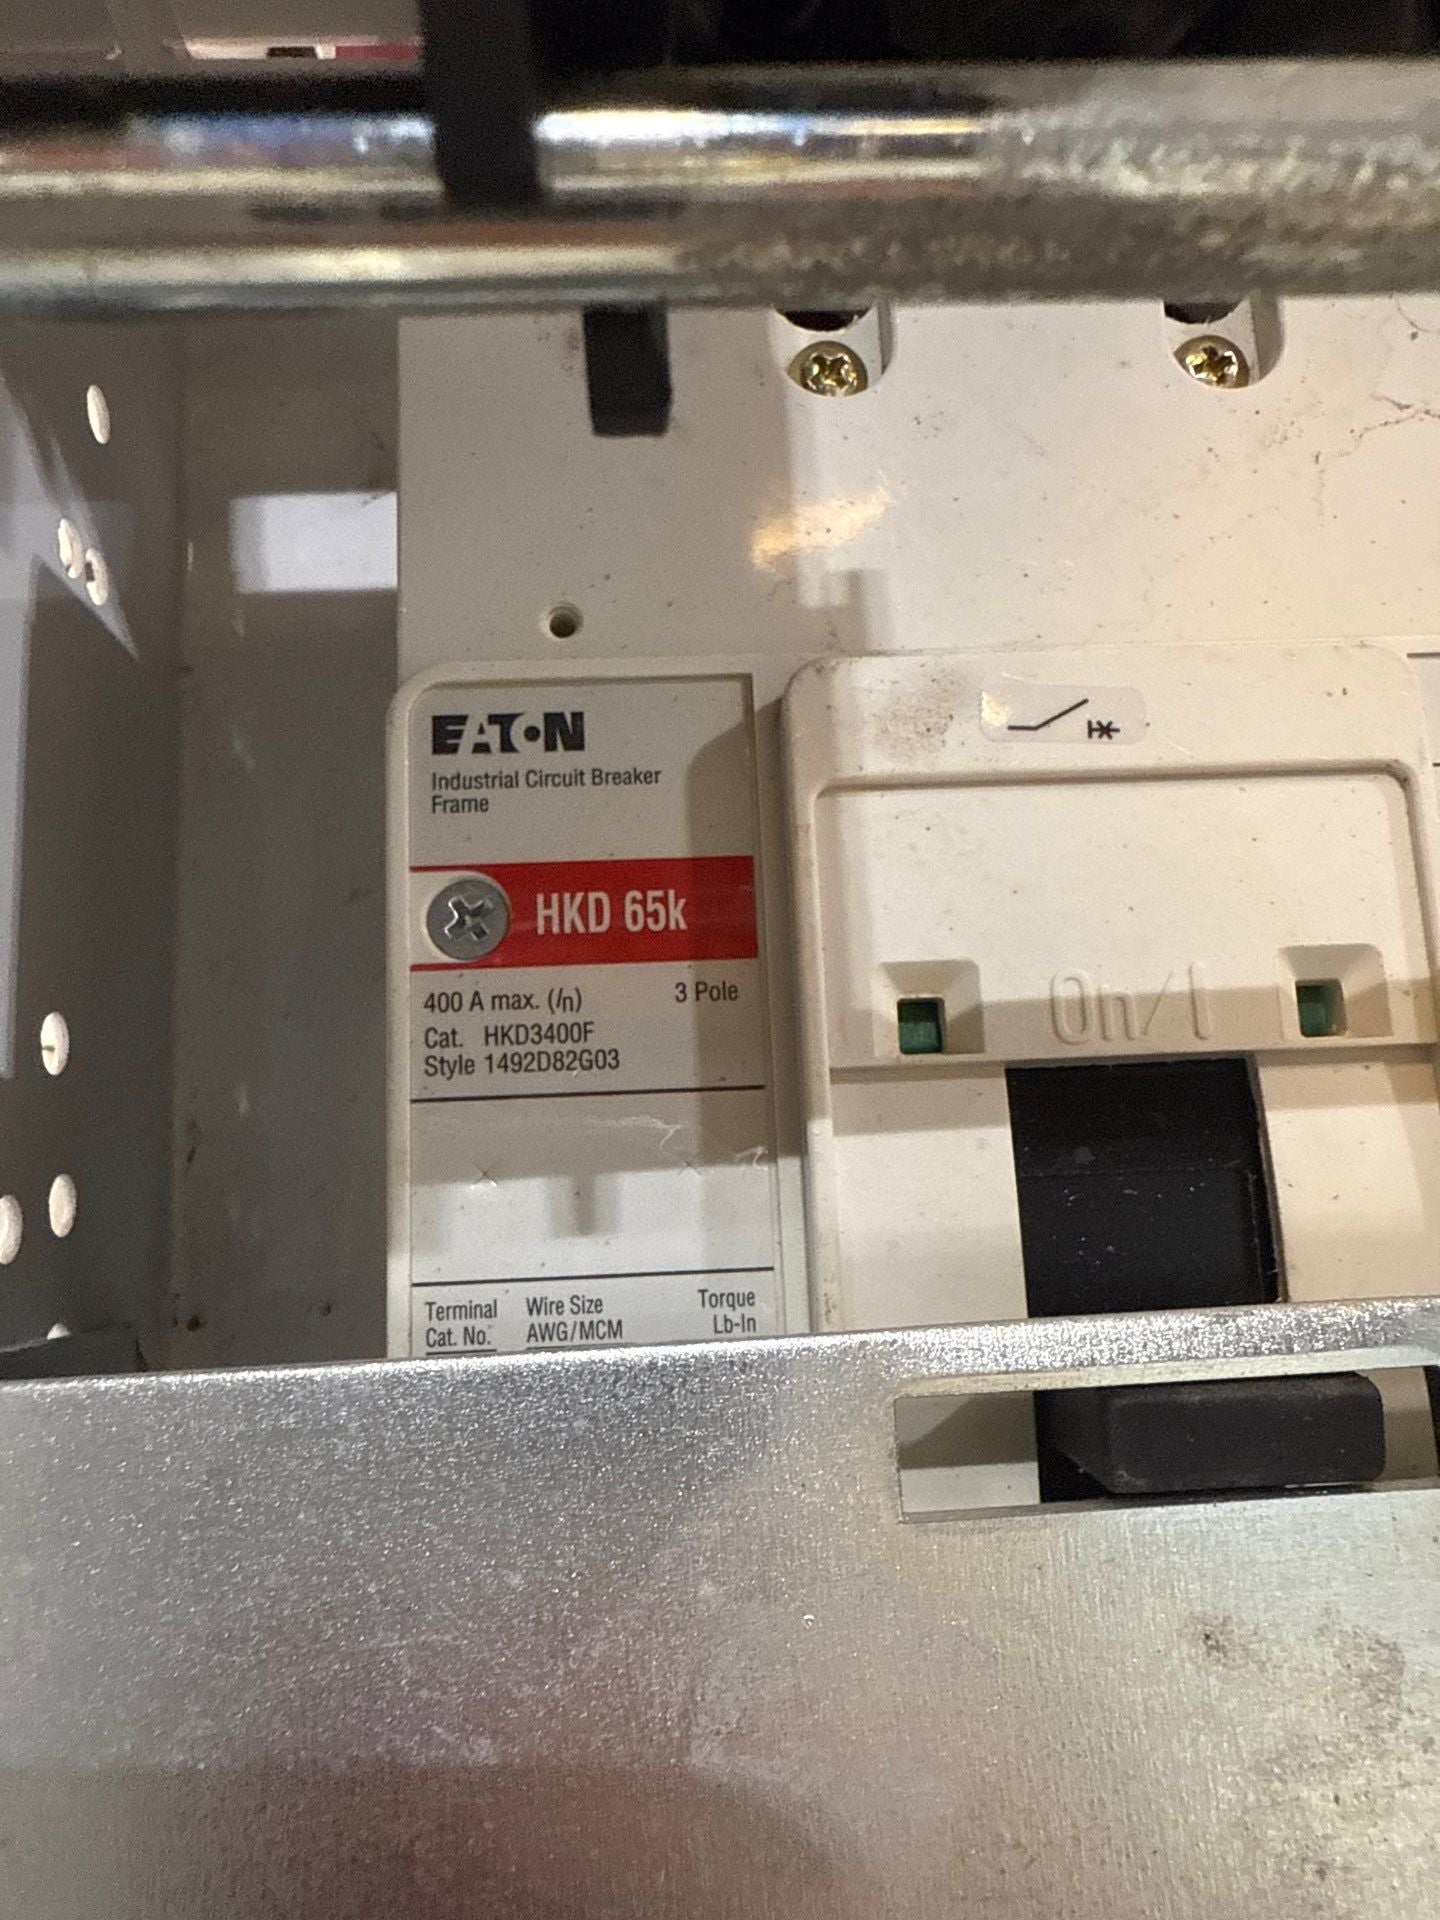 EATON
Industrial Circuit Breaker
Frame
HKD 65k
400 A max. (In) 3 Pole
Cat. HKD3400F
Style 1492D82G03
Terminal Wire Size Torque
Cat. No. AWG/MCM Lb-In
On/I